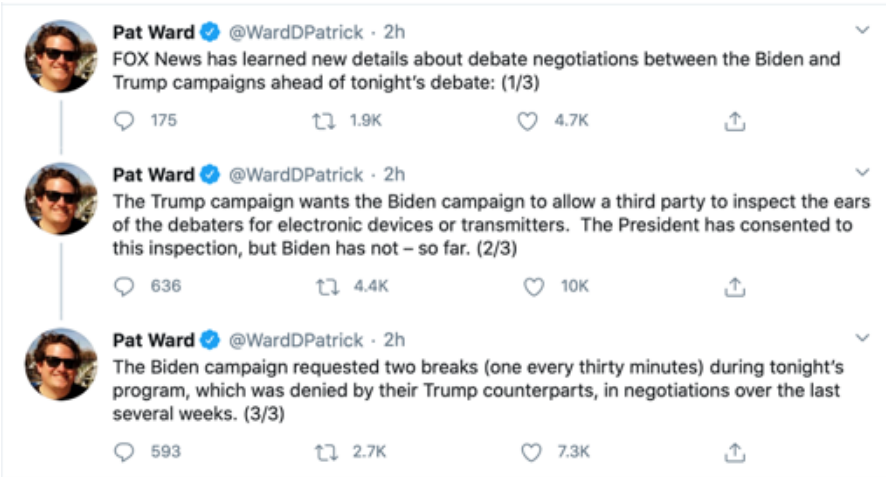 Pat Ward @WardDPatrick · 2h
FOX News has learned new details about debate negotiations between the Biden and
Trump campaigns ahead of tonight's debate: (1/3)
175 1.9K 4.7K
Pat Ward @WardDPatrick · 2h
The Trump campaign wants the Biden campaign to allow a third party to inspect the ears
of the debaters for electronic devices or transmitters.  The President has consented to
this inspection, but Biden has not – so far. (2/3)
636 4.4K 10K
Pat Ward @WardDPatrick · 2h
The Biden campaign requested two breaks (one every thirty minutes) during tonight's
program, which was denied by their Trump counterparts, in negotiations over the last
several weeks. (3/3)
593 2.7K 7.3K